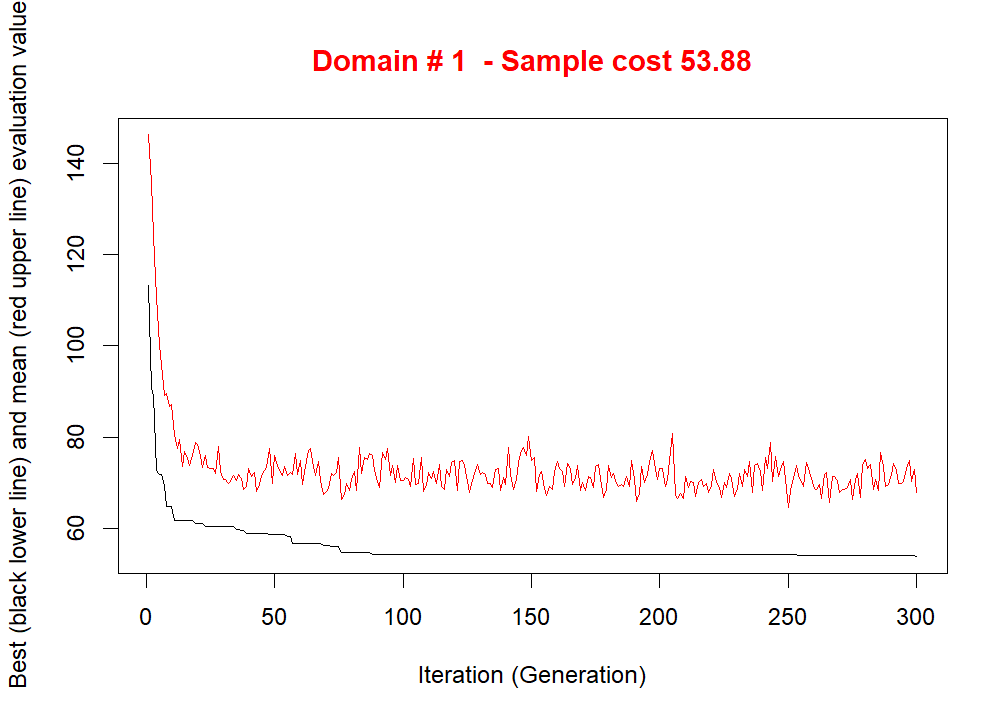 Domain # 1  - Sample cost 53.88
Best (black lower line) and mean (red upper line) evaluation value
140
120
100
80
60
0 50 100 150 200 250 300
Iteration (Generation)